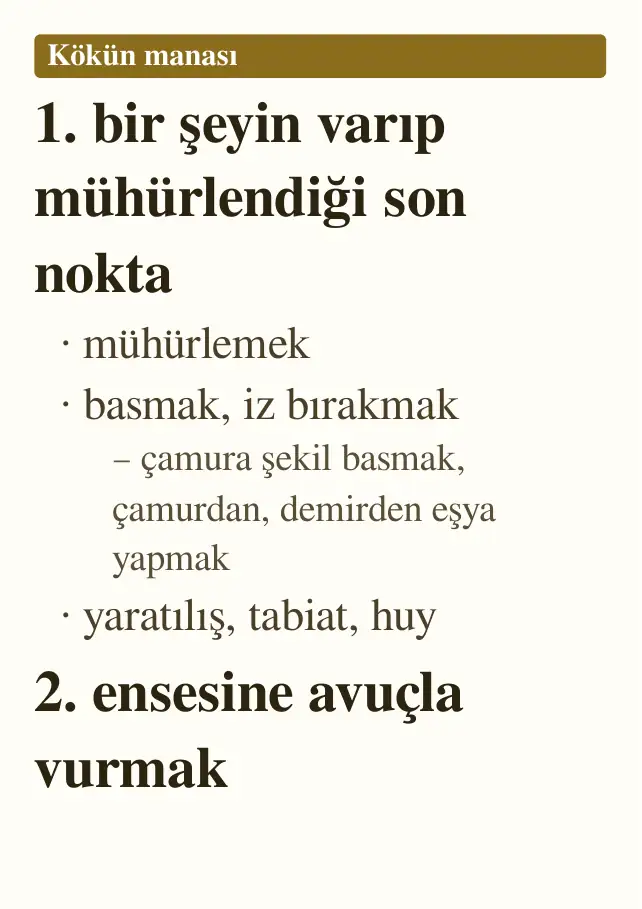 Kökün manası
1. bir şeyin varıp
mühürlendiği son
nokta
· mühürlemek
· basmak, iz bırakmak
– çamura şekil basmak,
çamurdan, demirden eşya
yapmak
· yaratılış, tabiat, huy
2. ensesine avuçla
vurmak